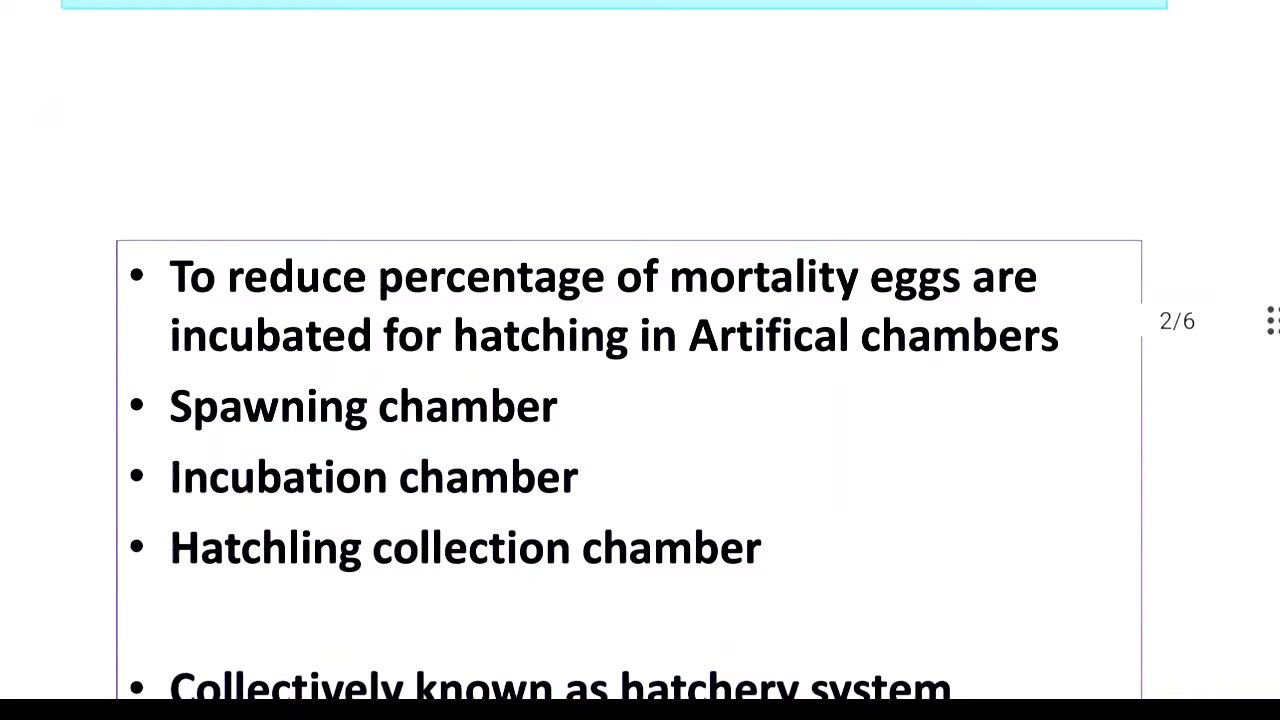 • To reduce percentage of mortality eggs are
incubated for hatching in Artifical chambers
2/6
• Spawning chamber
• Incubation chamber
• Hatchling collection chamber
• Collectively known as hatchery system